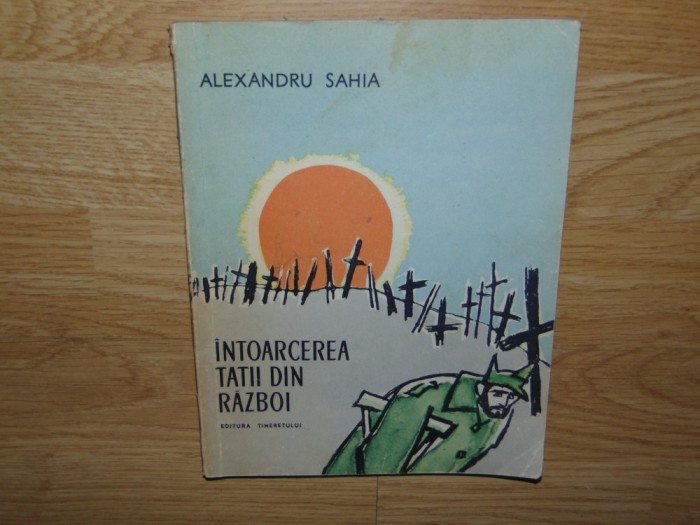 ALEXANDRU SAHIA
ÎNTOARCEREA
TATII DIN
RĂZBOI
EDITURA TINERETULUI